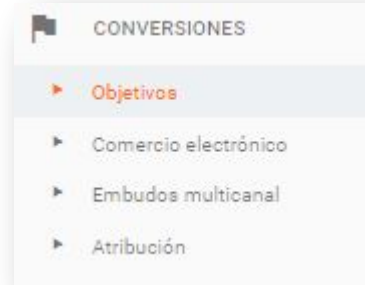 CONVERSIONES
Objetivos
Comercio electrónico
Embudos multicanal
Atribución